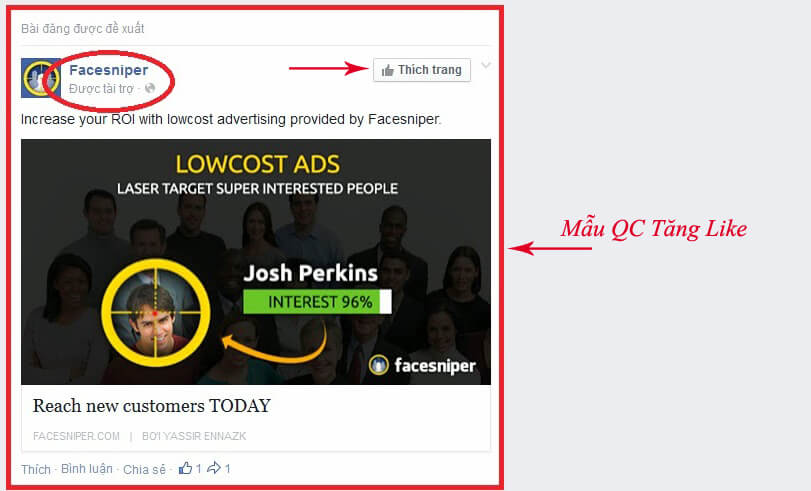 Bài đăng được đề xuất
Facesniper
Được tài trợ ·
Thích trang
Increase your ROI with lowcost advertising provided by Facesniper.
LOWCOST ADS
LASER TARGET SUPER INTERESTED PEOPLE
Josh Perkins
INTEREST 96%
facesniper
Reach new customers TODAY
FACESNIPER.COM | BỞI YASSIR ENNAZK
Thích · Bình luận · Chia sẻ · 1 1
Mẫu QC Tăng Like